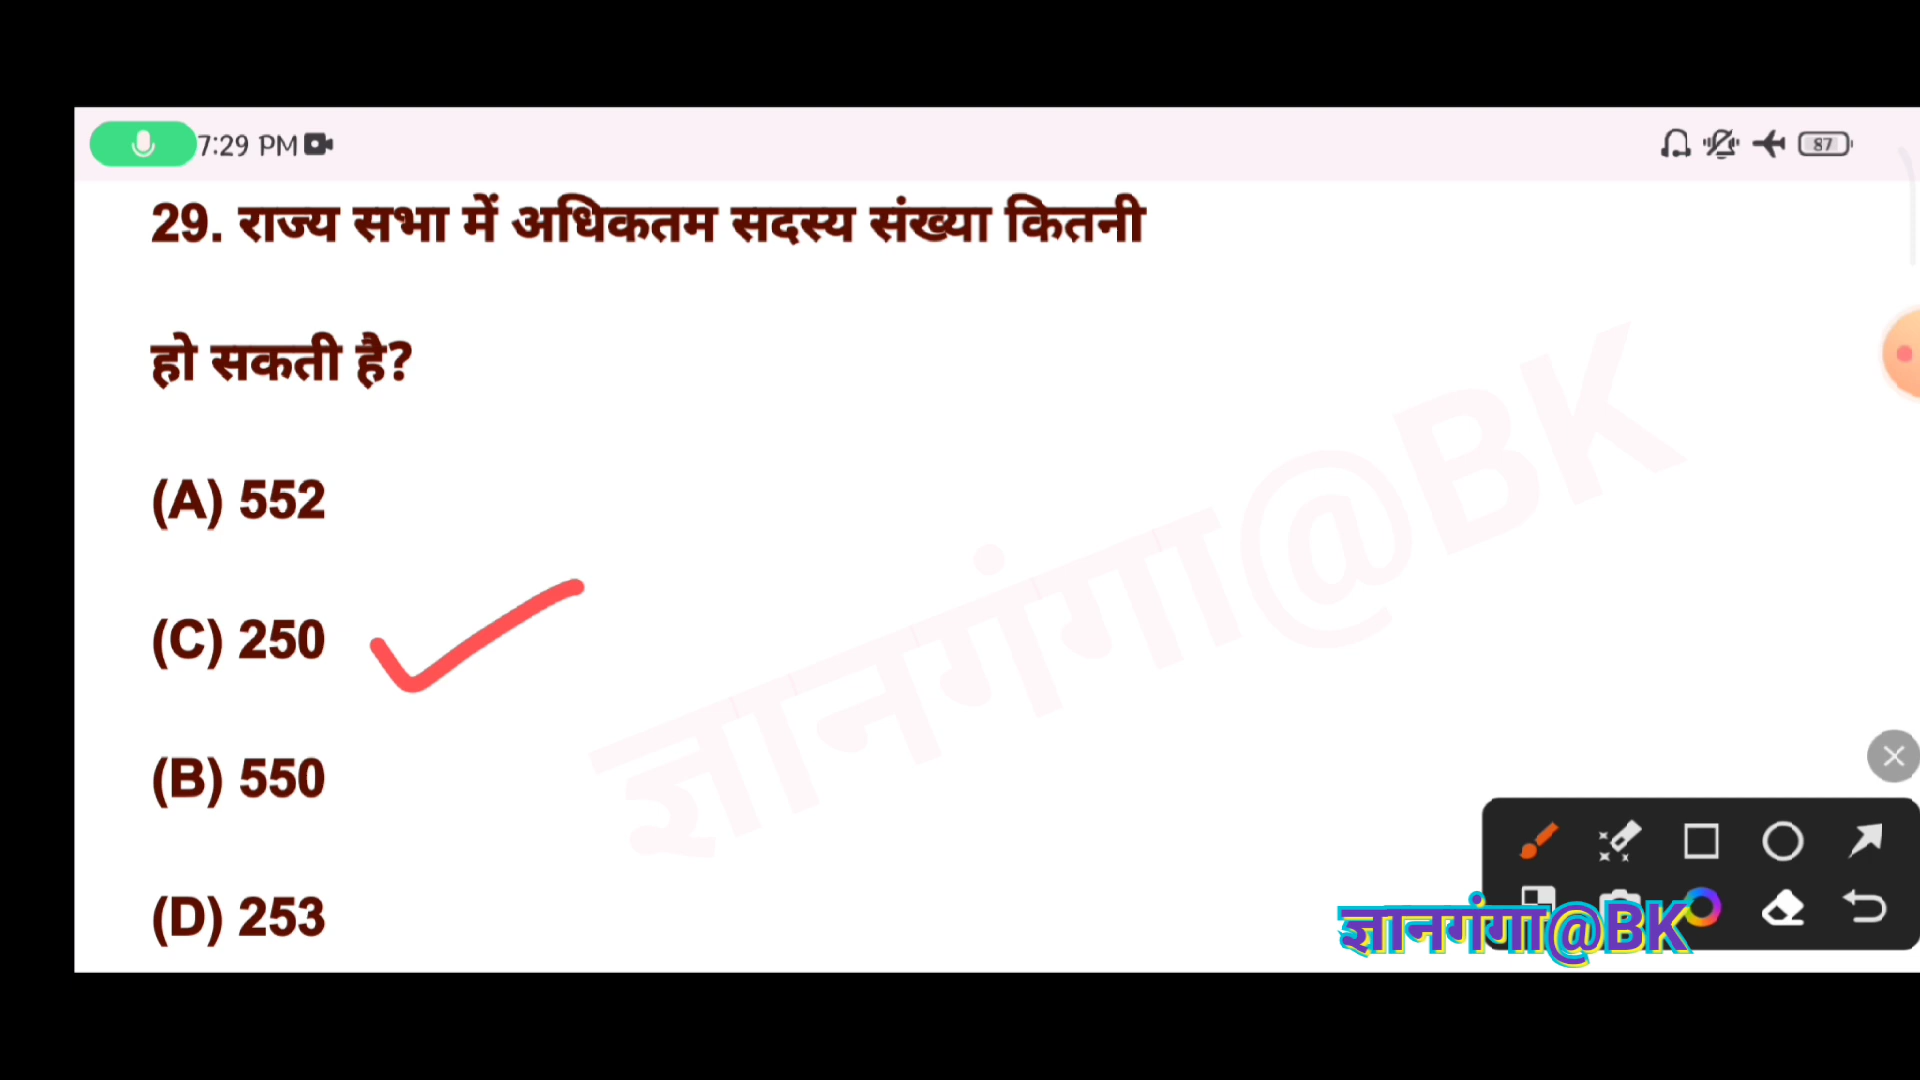 7:29 PM
87
29. राज्य सभा में अधिकतम सदस्य संख्या कितनी
हो सकती है?
(A) 552
(C) 250
(B) 550
(D) 253
ज्ञानगंगा@BK
ज्ञानगंगा@BK